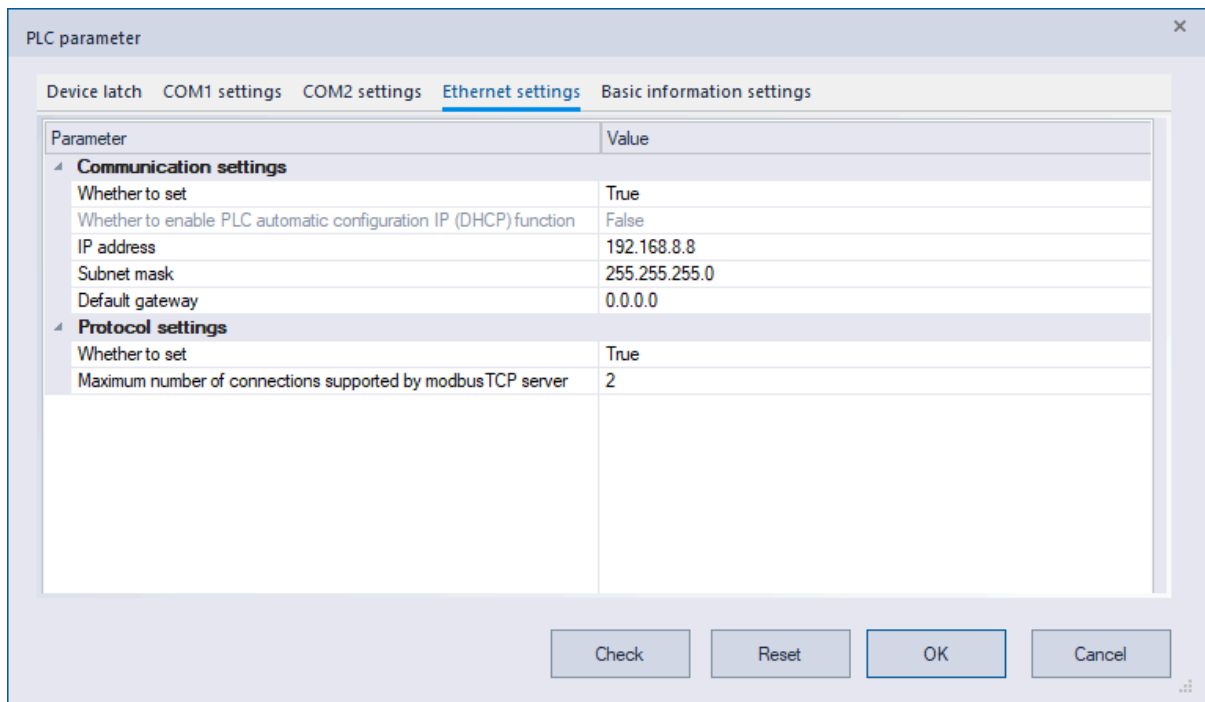 PLC parameter
Device latch COM1 settings COM2 settings Ethernet settings Basic information settings
Parameter Value
Communication settings
Whether to set True
Whether to enable PLC automatic configuration IP (DHCP) function False
IP address 192.168.8.8
Subnet mask 255.255.255.0
Default gateway 0.0.0.0
Protocol settings
Whether to set True
Maximum number of connections supported by modbusTCP server 2
Check Reset OK Cancel